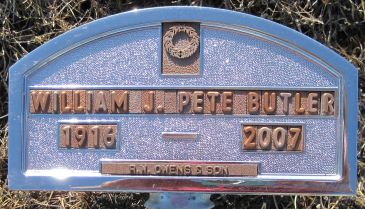 WILLIAM J. PETE BUTLER
1916 — 2007
R.H. OWENS & SON